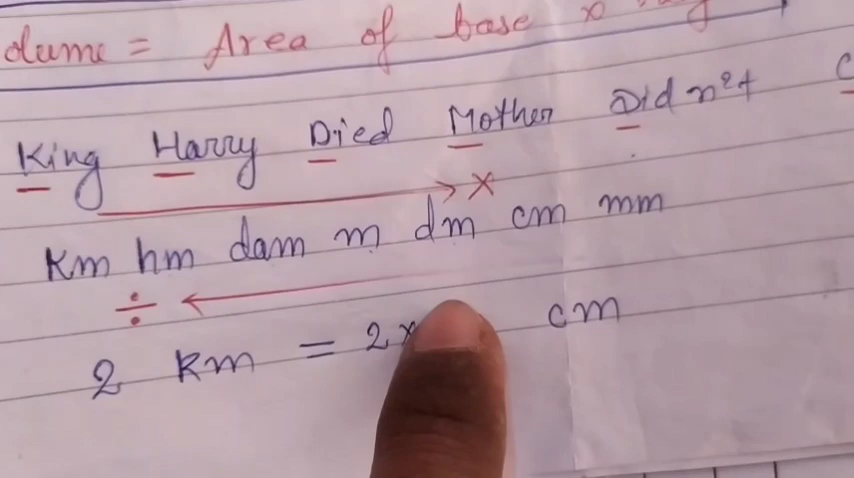 olume = Area of base x
King Harry Died Mother Did n't C
x
km hm dam m dm cm mm
÷
2 km = 2x cm